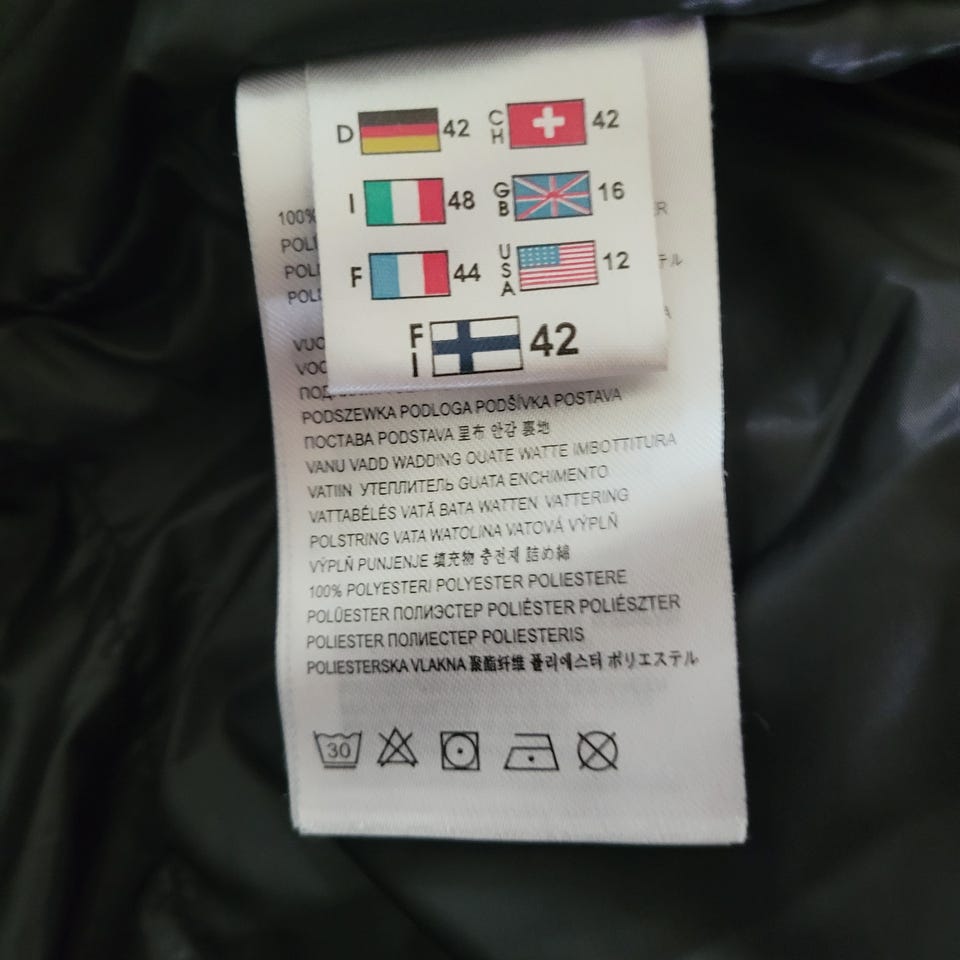 D 42 CH 42
I 48 GB 16
F 44 USA 12
FI 42
100%
PODSZEWKA PODLOGA PODŠÍVKA POSTAVA
ПОСТАВА PODSTAVA 里布 안감 裏地
VANU VADD WADDING OUATE WATTE IMBOTTITURA
VATIIN УТЕПЛИТЕЛЬ GUATA ENCHIMENTO
VATTABÉLÉS VATĂ BATA WATTEN VATTERING
POLSTRING VATA WATOLINA VATOVÁ VÝPLŇ
VÝPLŇ PUNJENJE 填充物 충전재 詰め綿
100% POLYESTERI POLYESTER POLIESTERE
POLÜESTER ПОЛИЭСТЕР POLIÉSTER POLIÉSZTER
POLIESTER ПОЛИЕСТЕР POLIESTERIS
POLIESTERSKA VLAKNA 聚酯纤维 폴리에스터 ポリエステル
30